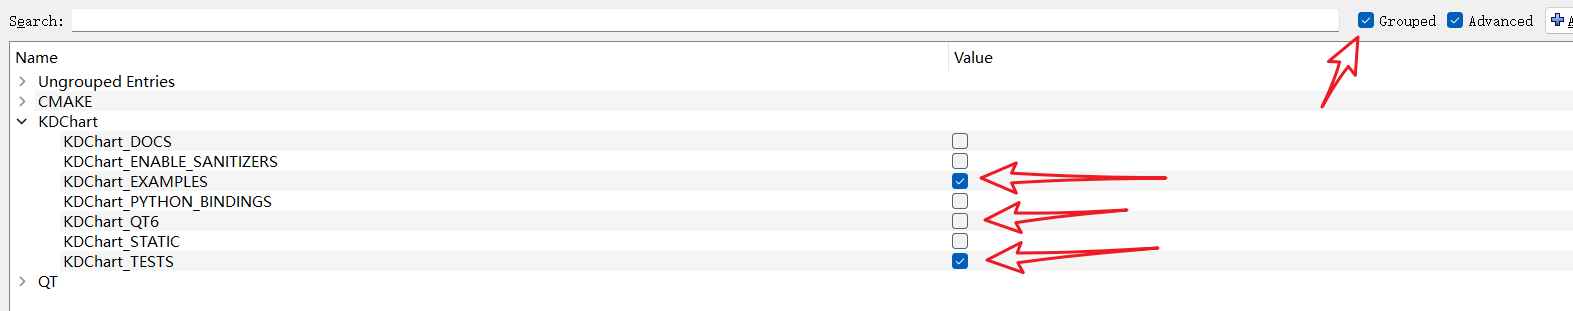 Search: Grouped Advanced
Name Value
Ungrouped Entries
CMAKE
KDChart
KDChart_DOCS
KDChart_ENABLE_SANITIZERS
KDChart_EXAMPLES
KDChart_PYTHON_BINDINGS
KDChart_QT6
KDChart_STATIC
KDChart_TESTS
QT